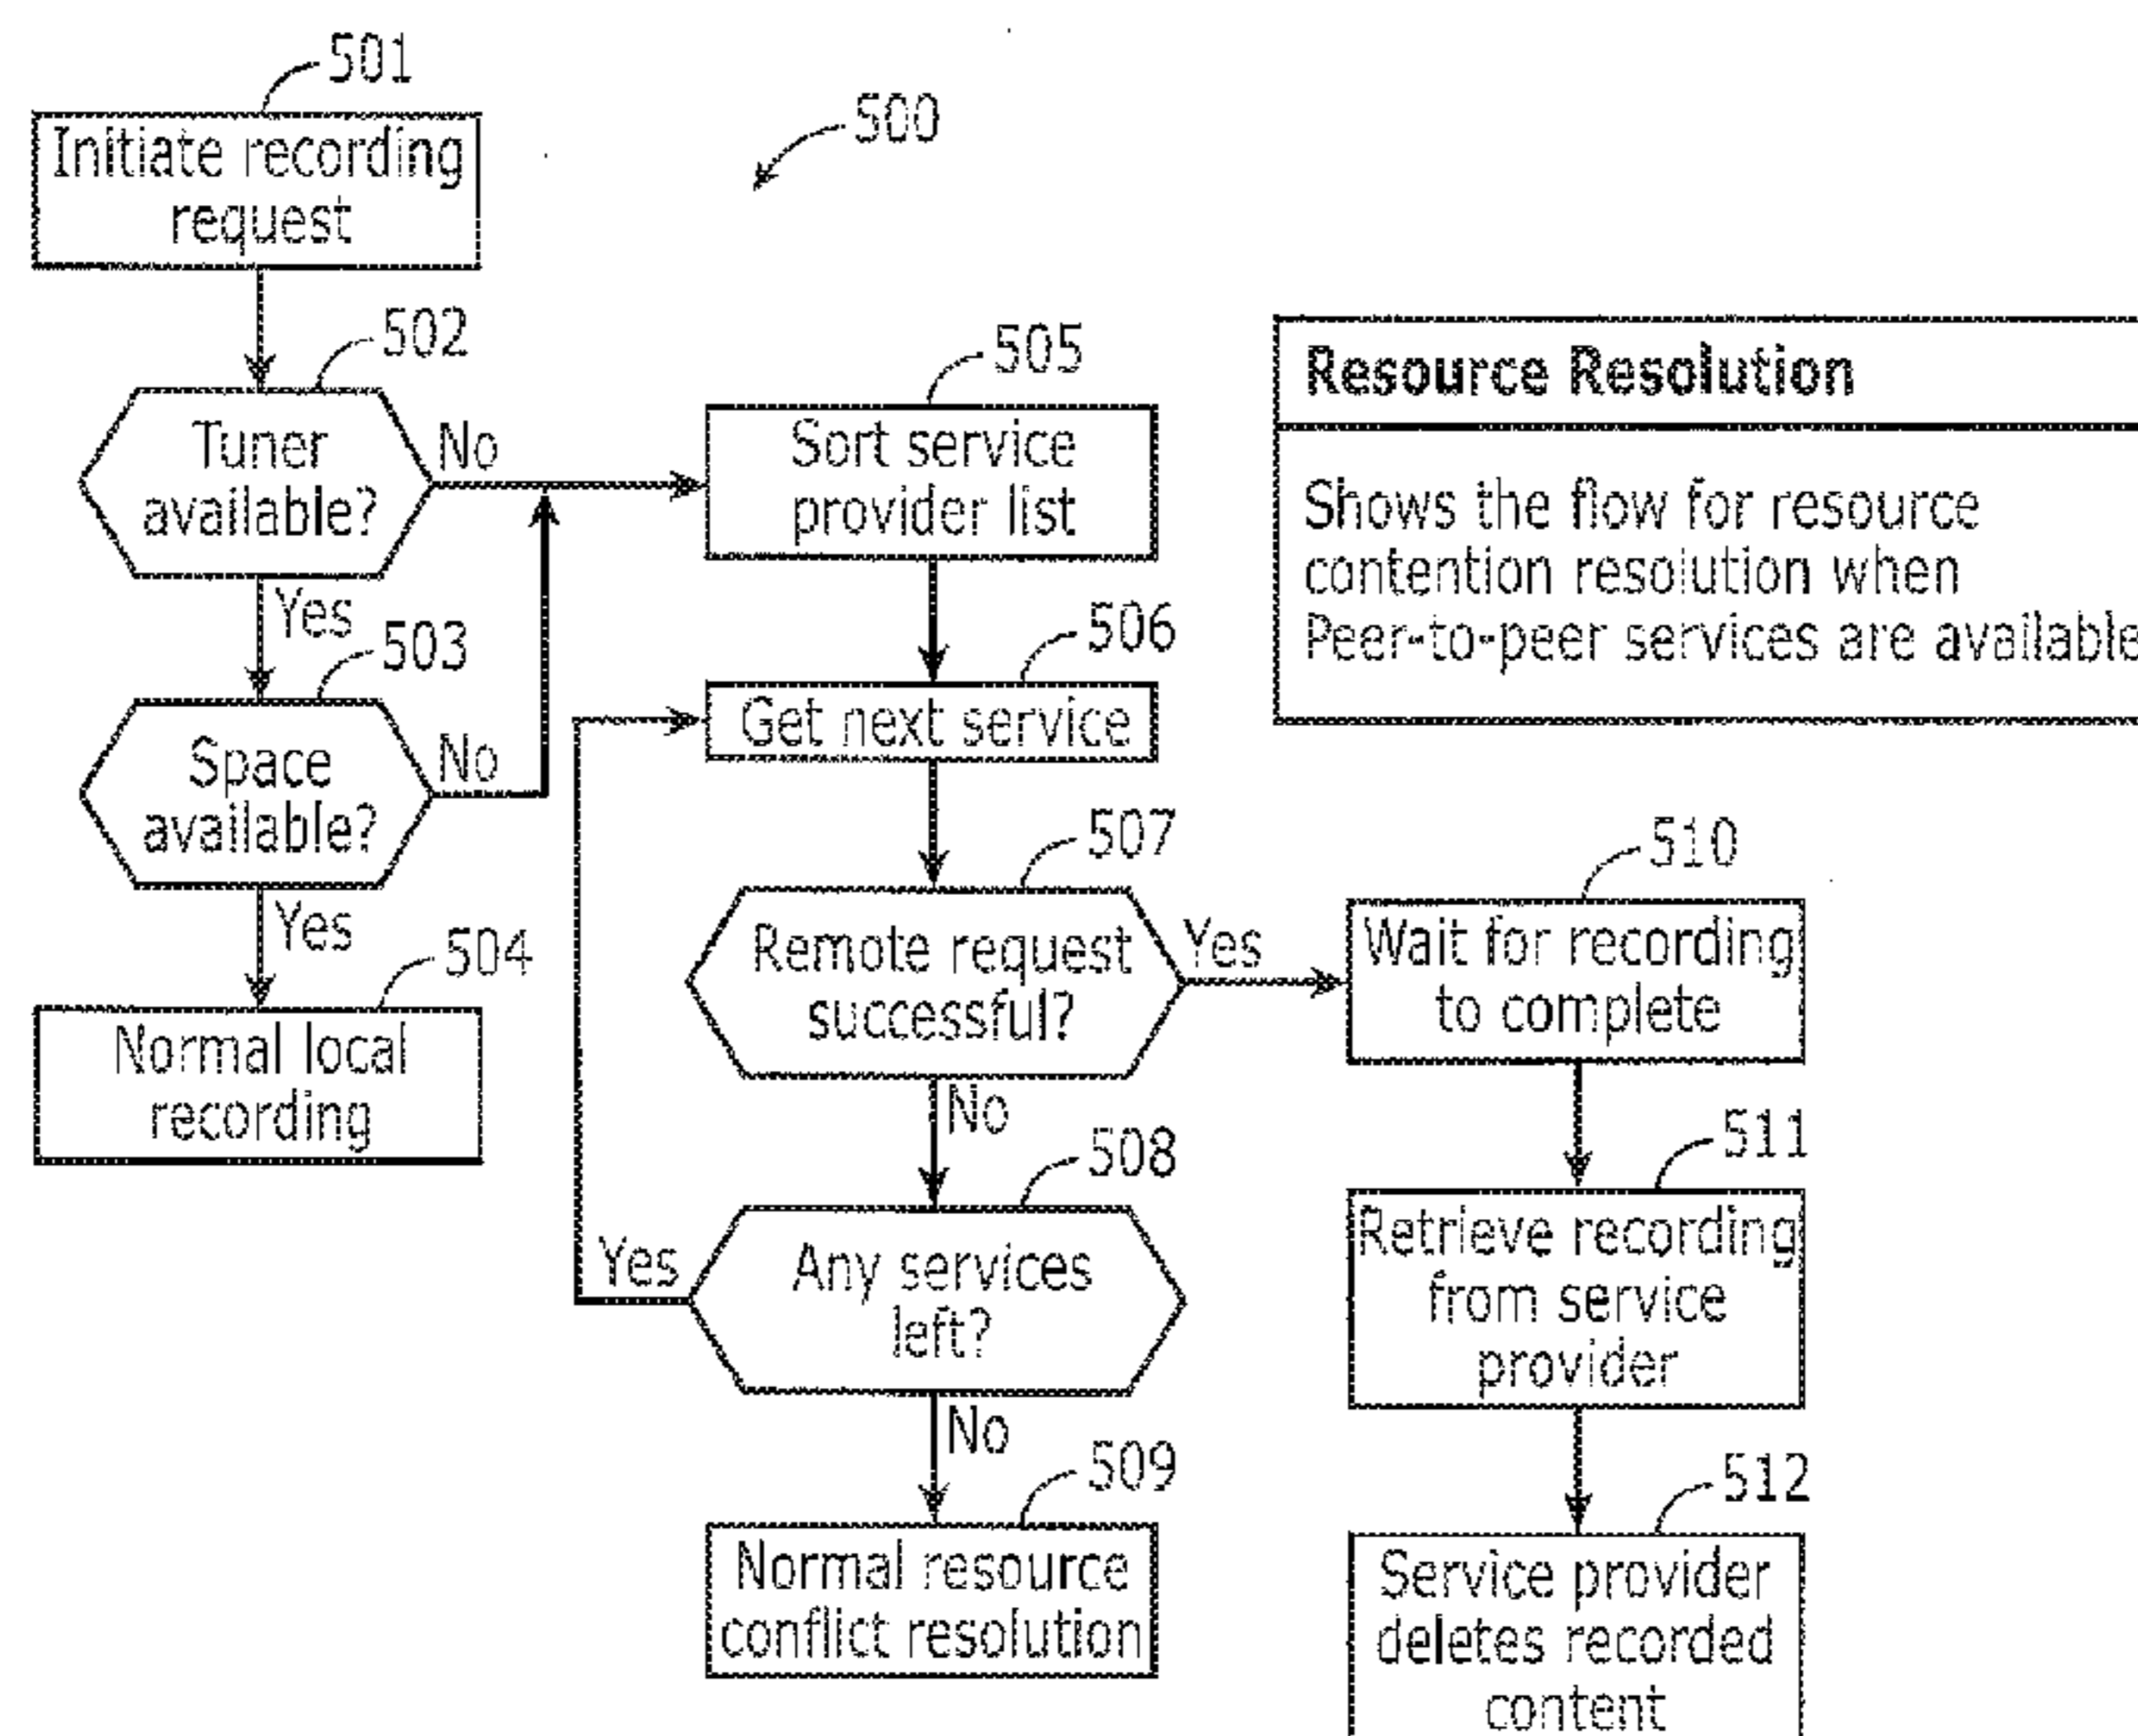 501
Initiate recording
request
500
502
Tuner
available?
No
Yes
503
Space
available?
No
Yes
504
Normal local
recording
505
Sort service
provider list
506
Get next service
507
Remote request
successful?
Yes
No
508
Any services
left?
Yes
No
509
Normal resource
conflict resolution
510
Wait for recording
to complete
511
Retrieve recording
from service
provider
512
Service provider
deletes recorded
content
Resource Resolution
Shows the flow for resource
contention resolution when
Peer-to-peer services are available